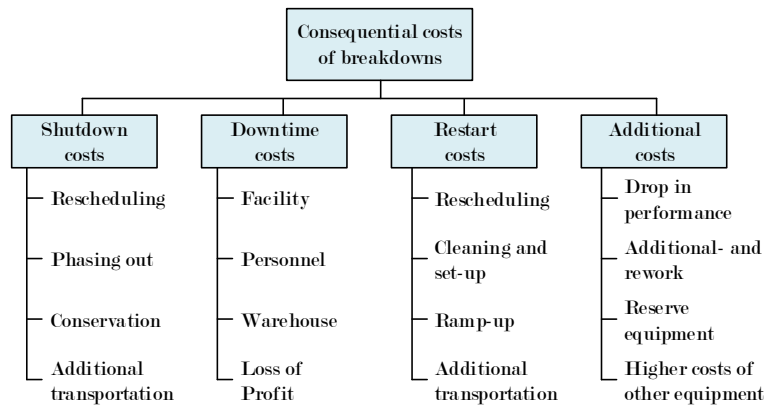 Consequential costs
of breakdowns
Shutdown
costs
Rescheduling
Phasing out
Conservation
Additional
transportation
Downtime
costs
Facility
Personnel
Warehouse
Loss of
Profit
Restart
costs
Rescheduling
Cleaning and
set-up
Ramp-up
Additional
transportation
Additional
costs
Drop in
performance
Additional- and
rework
Reserve
equipment
Higher costs of
other equipment